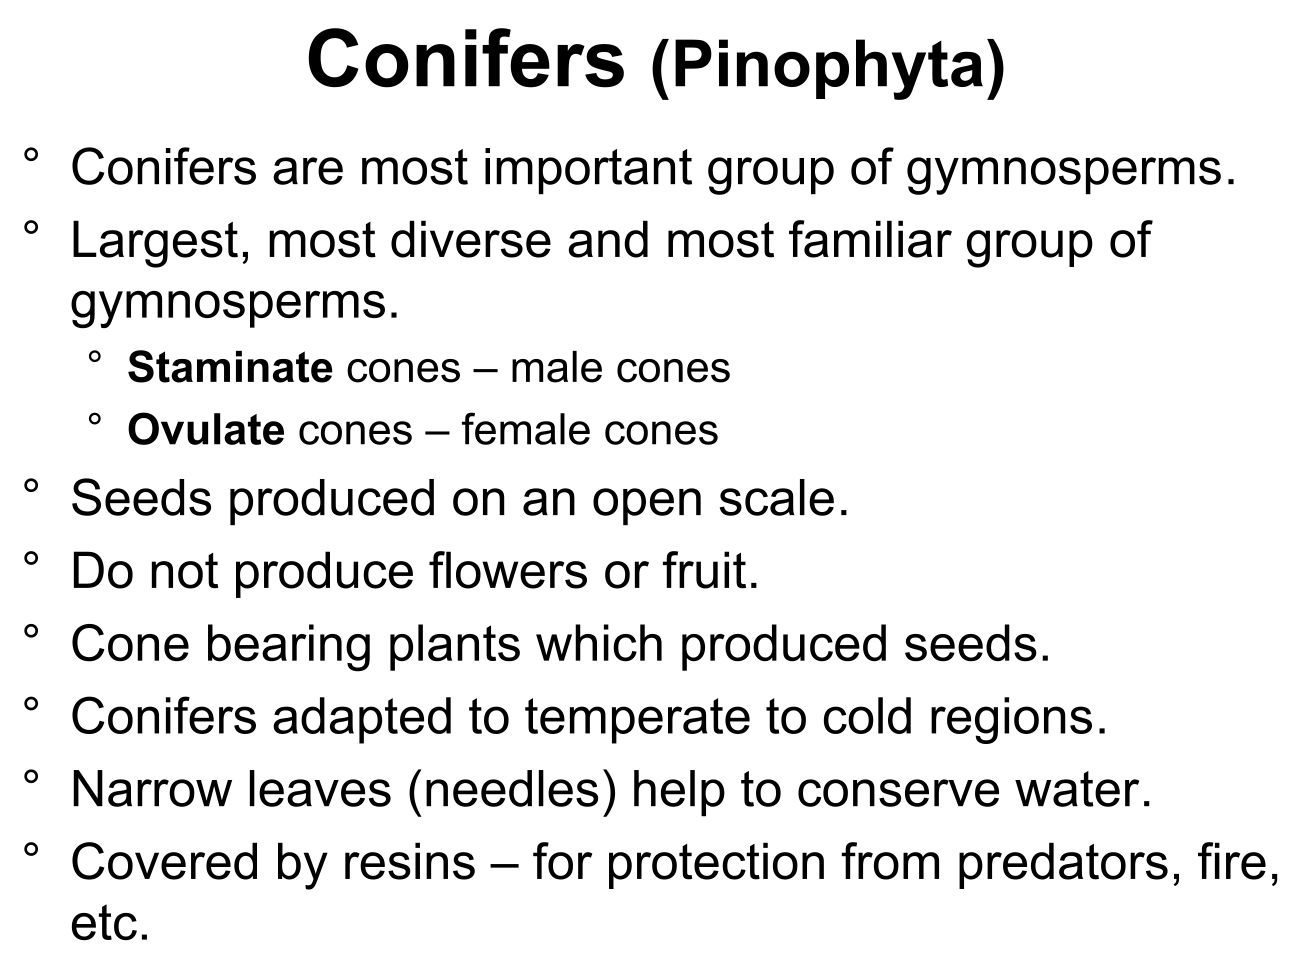 Conifers (Pinophyta)
° Conifers are most important group of gymnosperms.
° Largest, most diverse and most familiar group of
gymnosperms.
° Staminate cones – male cones
° Ovulate cones – female cones
° Seeds produced on an open scale.
° Do not produce flowers or fruit.
° Cone bearing plants which produced seeds.
° Conifers adapted to temperate to cold regions.
° Narrow leaves (needles) help to conserve water.
° Covered by resins – for protection from predators, fire,
etc.